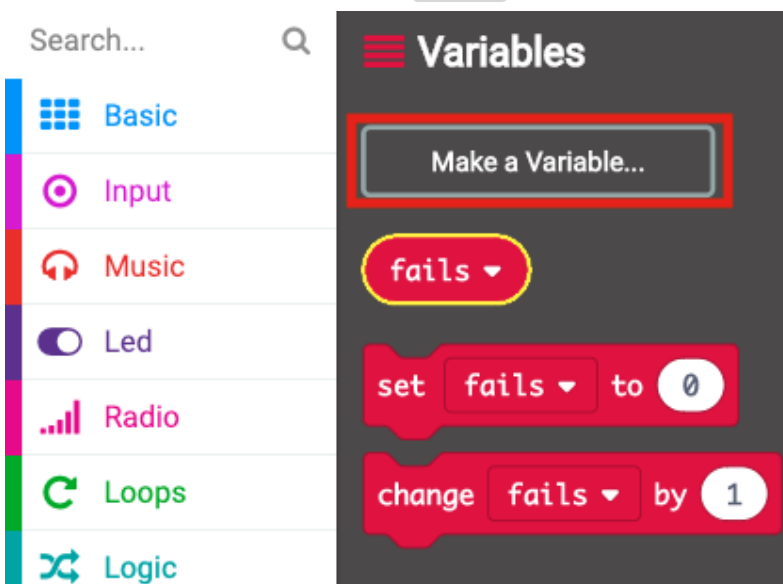 Search...
Basic
Input
Music
Led
Radio
Loops
Logic
Variables
Make a Variable...
fails
set fails to 0
change fails by 1